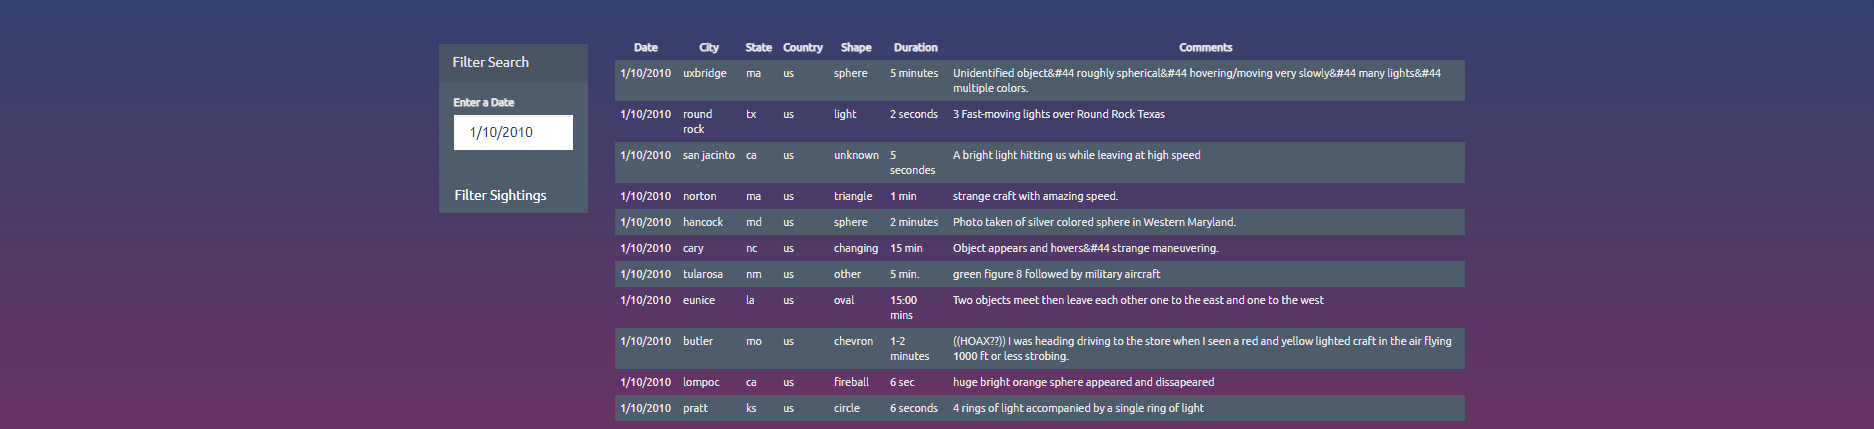 Filter Search
Enter a Date
1/10/2010
Filter Sightings
Date City State Country Shape Duration Comments
1/10/2010 uxbridge ma us sphere 5 minutes Unidentified object&#44 roughly spherical&#44 hovering/moving very slowly&#44 many lights&#44
multiple colors.
1/10/2010 round tx us light 2 seconds 3 Fast-moving lights over Round Rock Texas
rock
1/10/2010 san jacinto ca us unknown 5 A bright light hitting us while leaving at high speed
secondes
1/10/2010 norton ma us triangle 1 min strange craft with amazing speed.
1/10/2010 hancock md us sphere 2 minutes Photo taken of silver colored sphere in Western Maryland.
1/10/2010 cary nc us changing 15 min Object appears and hovers&#44 strange maneuvering.
1/10/2010 tularosa nm us other 5 min. green figure 8 followed by military aircraft
1/10/2010 eunice la us oval 15:00 Two objects meet then leave each other one to the east and one to the west
mins
1/10/2010 butler mo us chevron 1-2 ((HOAX??)) I was heading driving to the store when I seen a red and yellow lighted craft in the air flying
minutes 1000 ft or less strobing.
1/10/2010 lompoc ca us fireball 6 sec huge bright orange sphere appeared and dissapeared
1/10/2010 pratt ks us circle 6 seconds 4 rings of light accompanied by a single ring of light